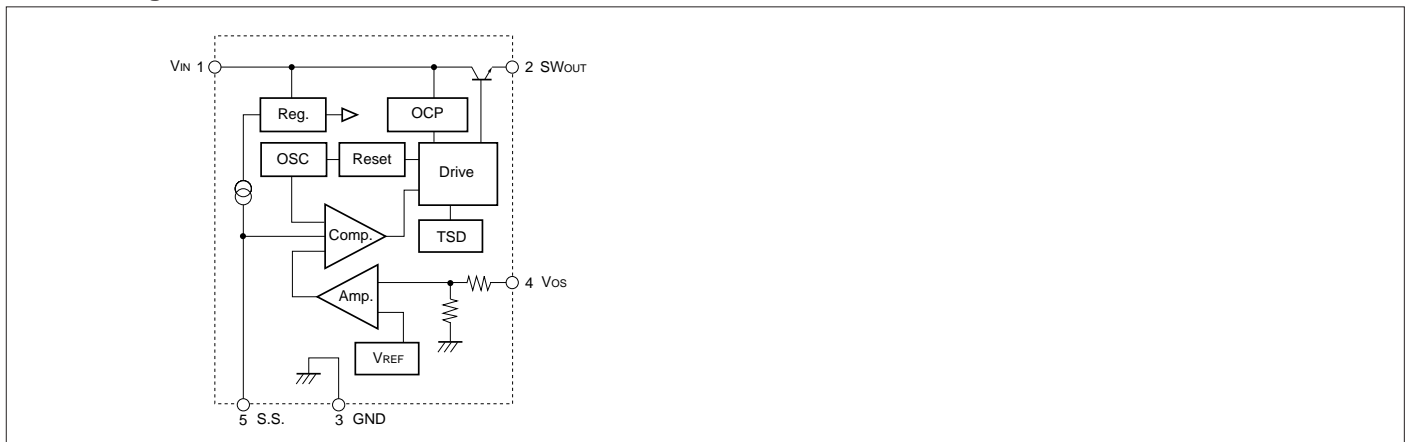 VIN 1
2 SWOUT
Reg.
OCP
OSC
Reset
Drive
Comp.
TSD
4 VOS
Amp.
VREF
5 S.S.
3 GND